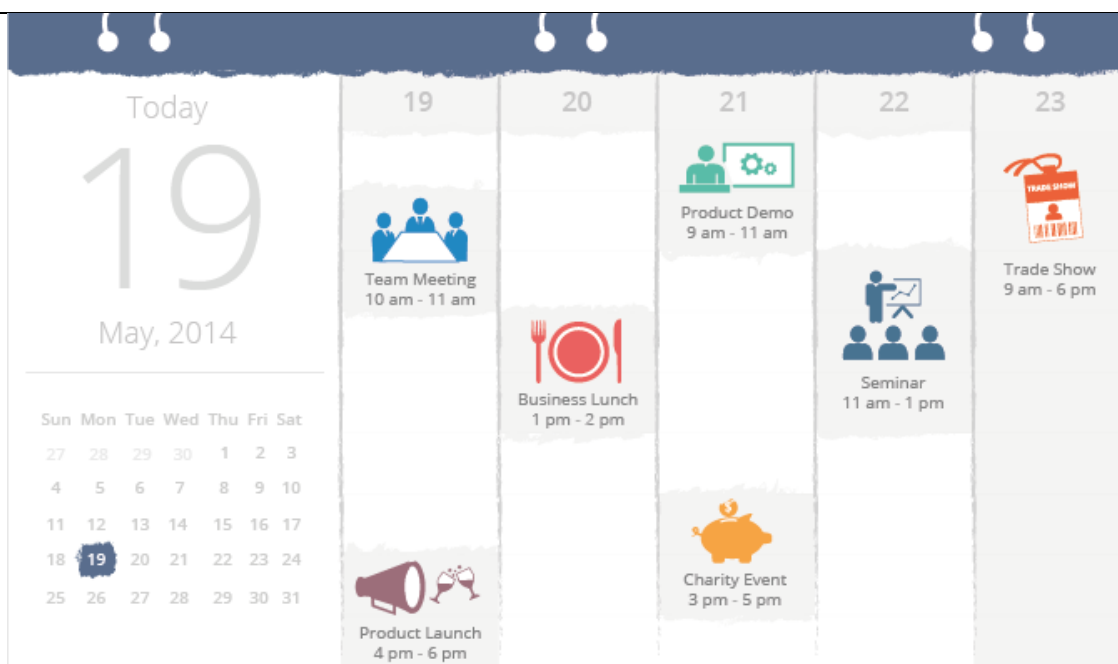 Today
19
May, 2014
Sun Mon Tue Wed Thu Fri Sat
27 28 29 30 1 2 3
4 5 6 7 8 9 10
11 12 13 14 15 16 17
18 19 20 21 22 23 24
25 26 27 28 29 30 31
19
Team Meeting
10 am - 11 am
Product Launch
4 pm - 6 pm
20
Business Lunch
1 pm - 2 pm
21
Product Demo
9 am - 11 am
Charity Event
3 pm - 5 pm
22
Seminar
11 am - 1 pm
23
TRADE SHOW
Trade Show
9 am - 6 pm